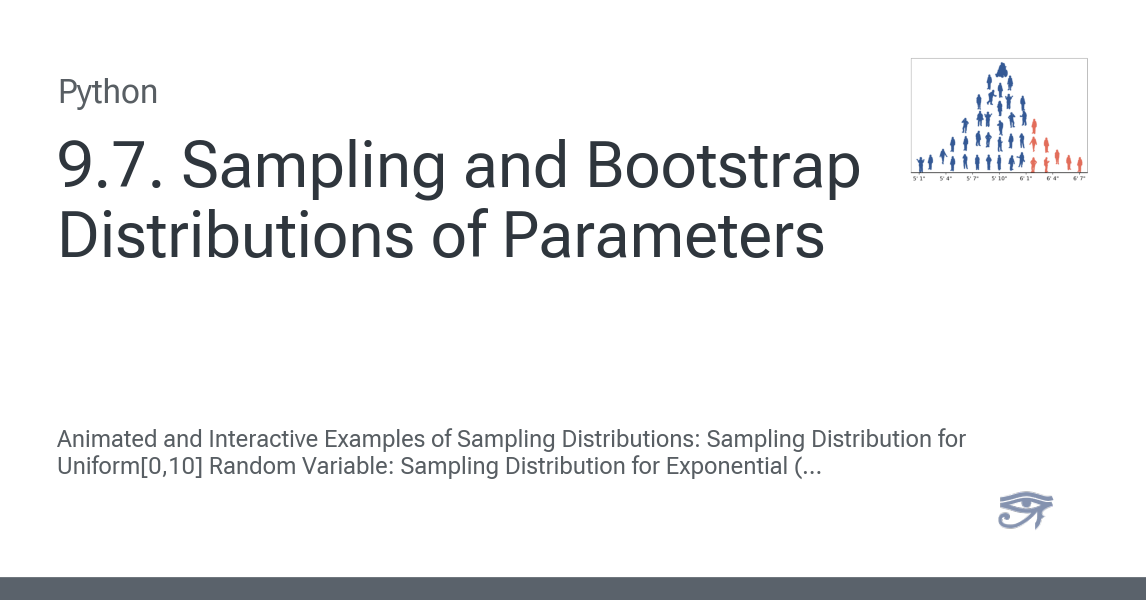 Python
9.7. Sampling and Bootstrap
Distributions of Parameters
5' 1" 5' 4" 5' 7" 5' 10" 6' 1" 6' 4" 6' 7"
Animated and Interactive Examples of Sampling Distributions: Sampling Distribution for
Uniform[0,10] Random Variable: Sampling Distribution for Exponential (...